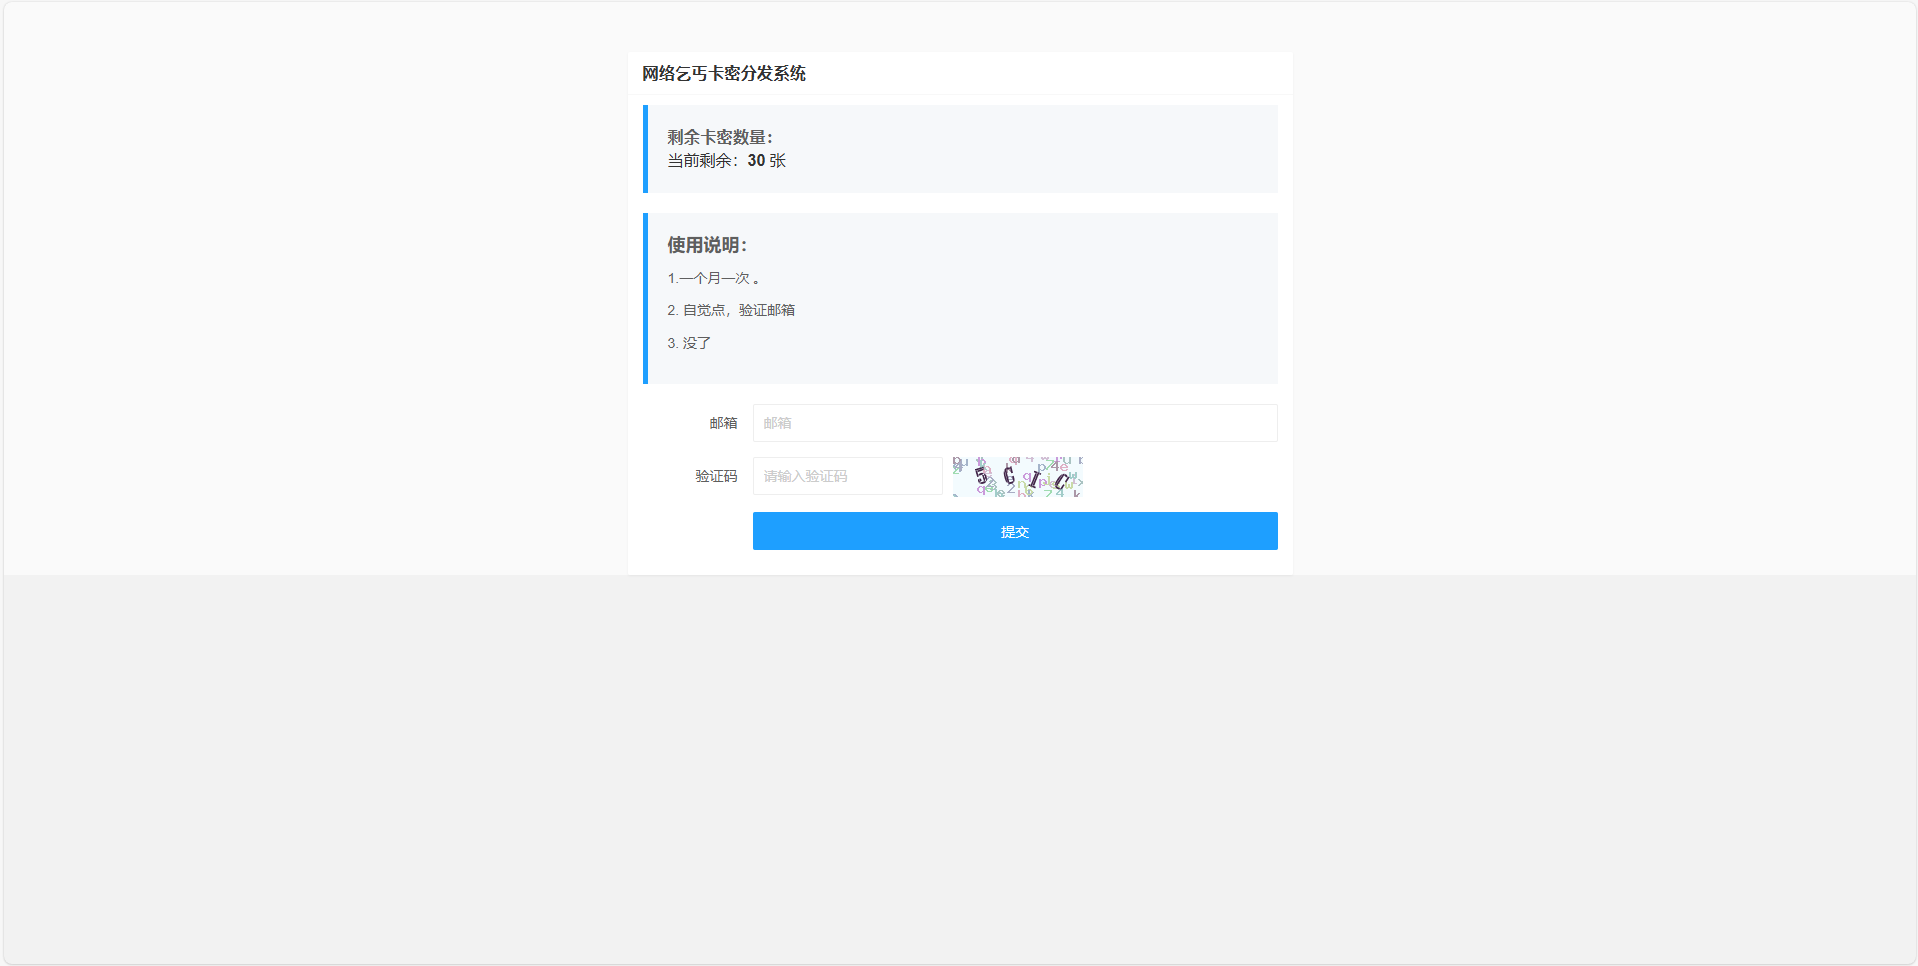 网络乞丐卡密分发系统
剩余卡密数量：
当前剩余：30 张
使用说明：
1.一个月一次 。
2. 自觉点，验证邮箱
3. 没了
邮箱 邮箱
验证码 请输入验证码
提交